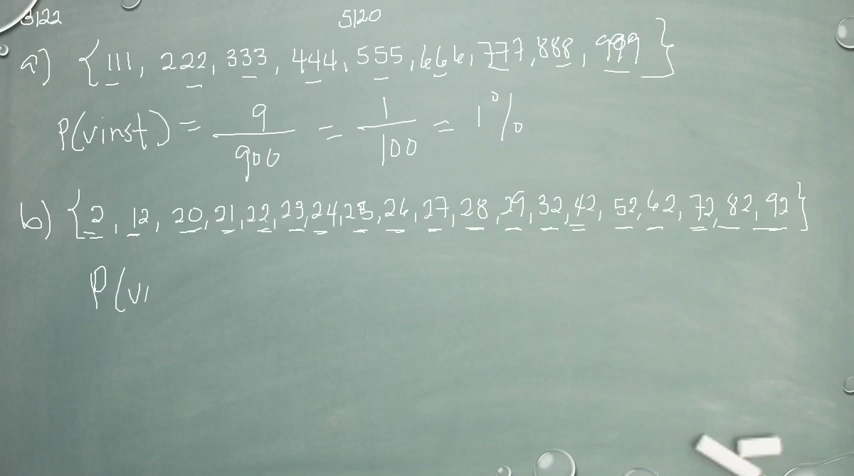 3122 5120
a) {111, 222, 333, 444, 555, 666, 777, 888, 999}
P(vinst) = 9/900 = 1/100 = 1%
b) {2, 12, 20, 21, 22, 23, 24, 25, 26, 27, 28, 29, 32, 42, 52, 62, 72, 82, 92}
P(vi